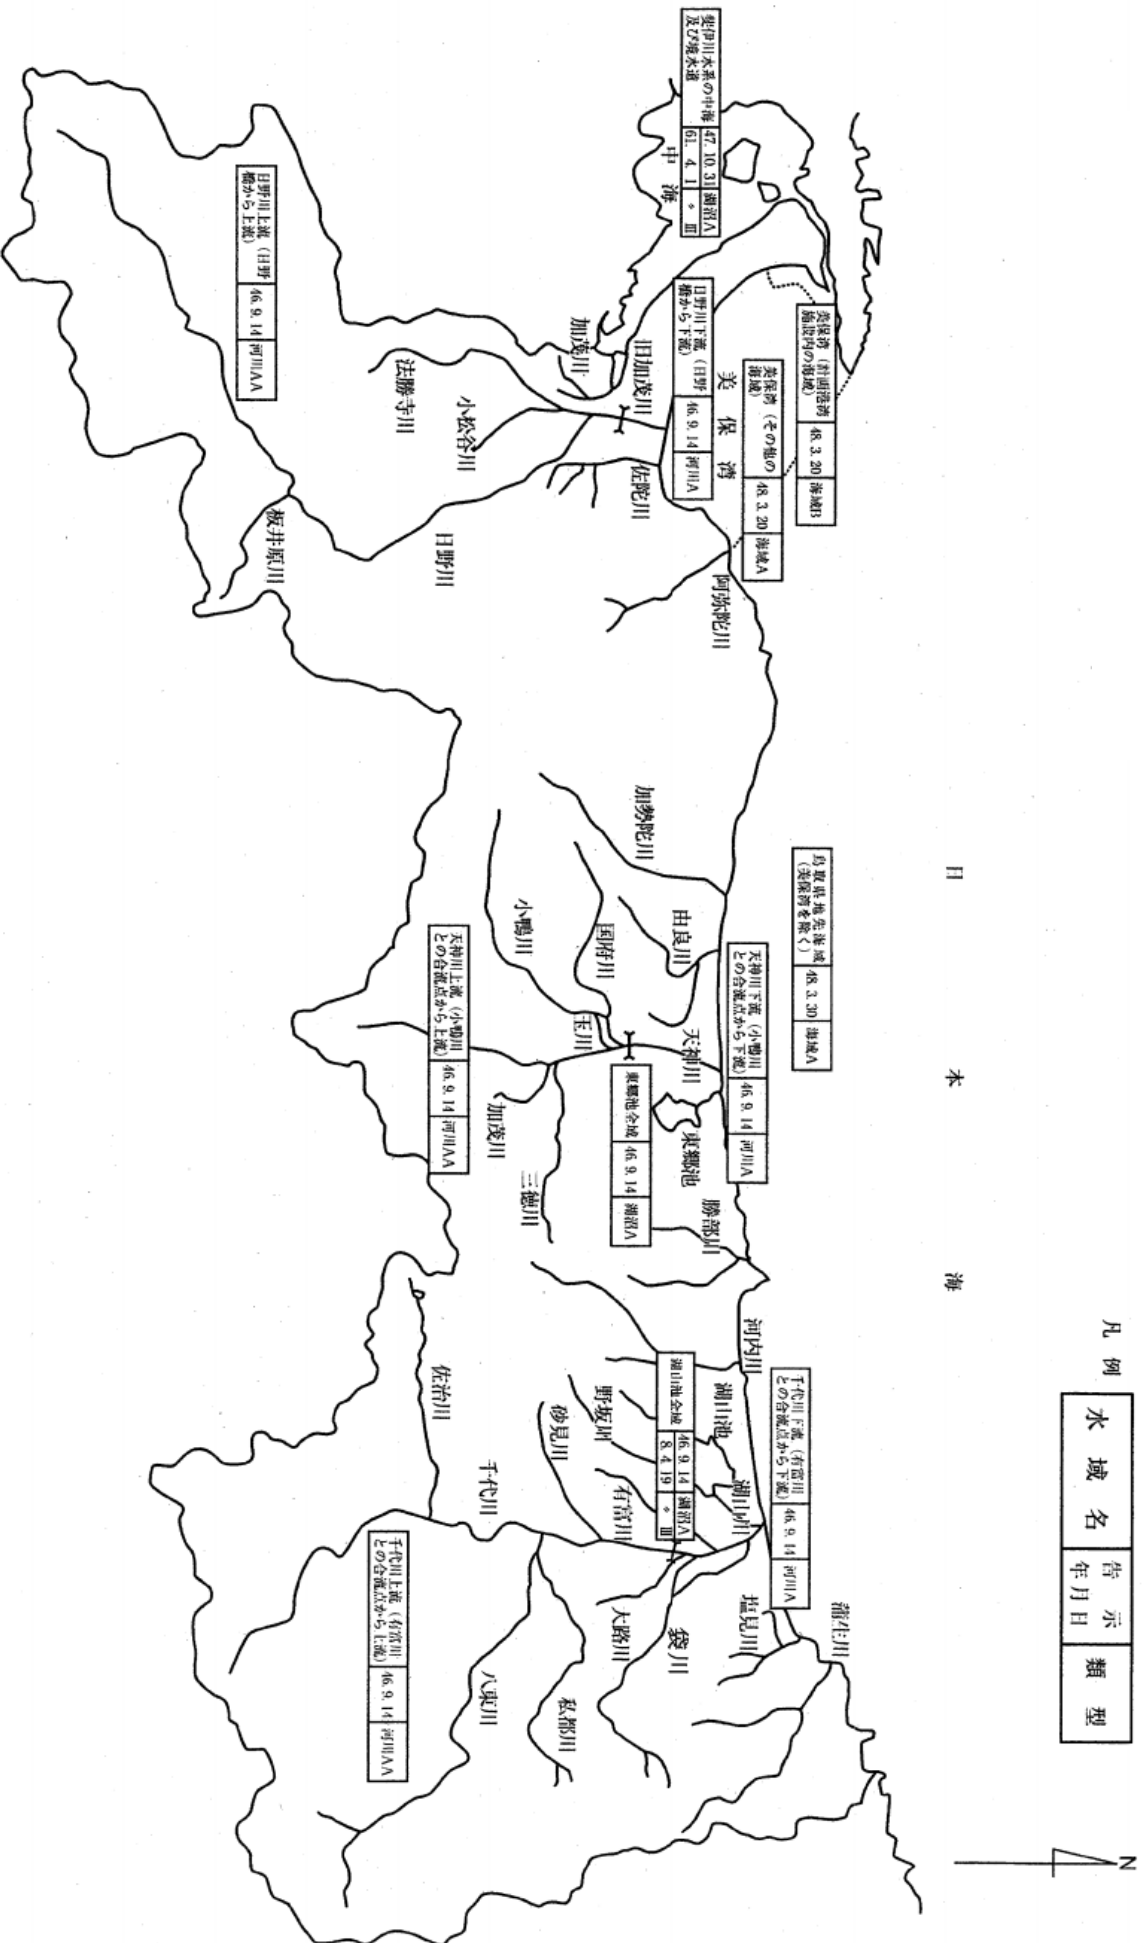 N
凡例
水域名 告示年月日 類型
日本海
斐伊川水系の中海
及び境水道
47.10.31 湖沼A
61.4.1 〃 Ⅲ
中海
美保湾（計画港湾
施設内の海域）
48.3.20 海域B
美保湾（その他の
海域）
48.3.20 海域A
美保湾
日野川下流（日野
橋から下流）
46.9.14 河川A
日野川上流（日野
橋から上流）
46.9.14 河川AA
旧加茂川
加茂川
法勝寺川
小松谷川
佐陀川
日野川
板井原川
阿弥陀川
鳥取県地先海域
（美保湾を除く）
48.3.30 海域A
加勢陀川
由良川
国府川
小鴨川
玉川
天神川
天神川下流（小鴨川
との合流点から下流）
46.9.14 河川A
天神川上流（小鴨川
との合流点から上流）
46.9.14 河川AA
東郷池全域 46.9.14 湖沼A
東郷池
加茂川
三徳川
勝部川
河内川
湖山池
湖山川
湖山池全域
46.9.14 湖沼A
8.4.19 〃 Ⅲ
千代川下流（有富川
との合流点から下流）
46.9.14 河川A
野坂川
砂見川
有富川
佐治川
千代川
千代川上流（有富川
との合流点から上流）
46.9.14 河川AA
蒲生川
塩見川
袋川
大路川
私都川
八東川